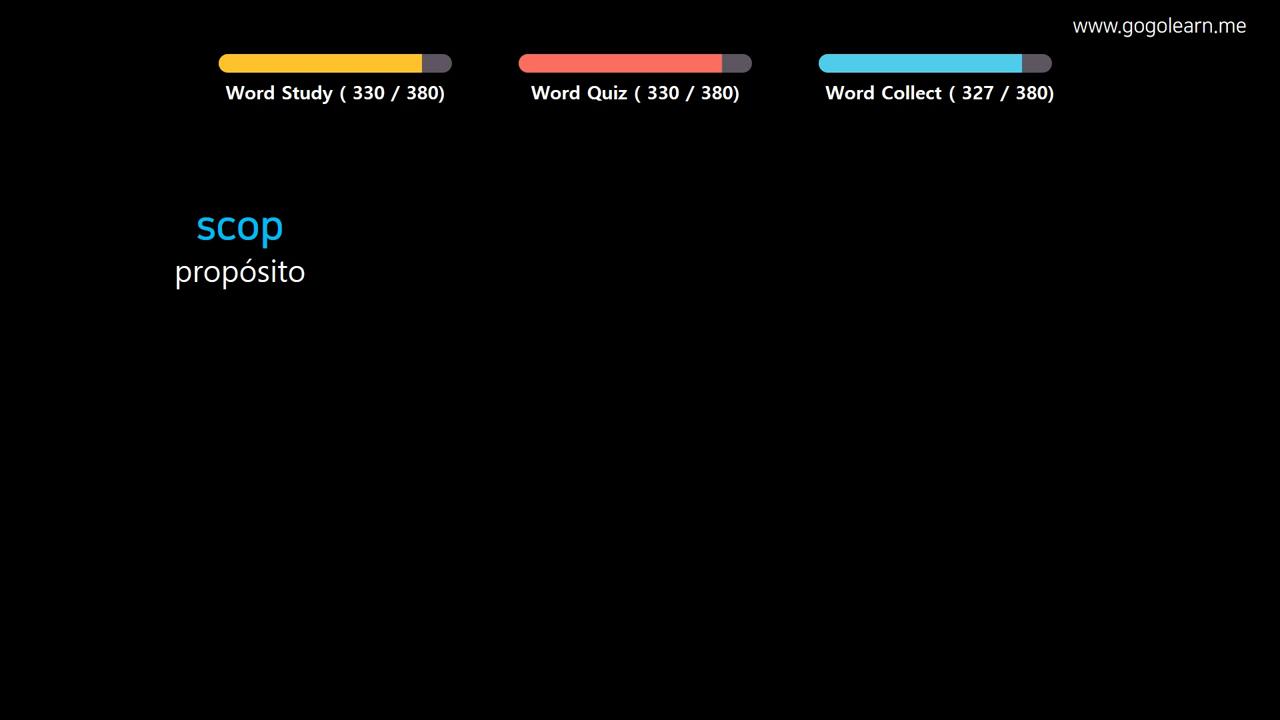 www.gogolearn.me
Word Study ( 330 / 380)
Word Quiz ( 330 / 380)
Word Collect ( 327 / 380)
scop
propósito